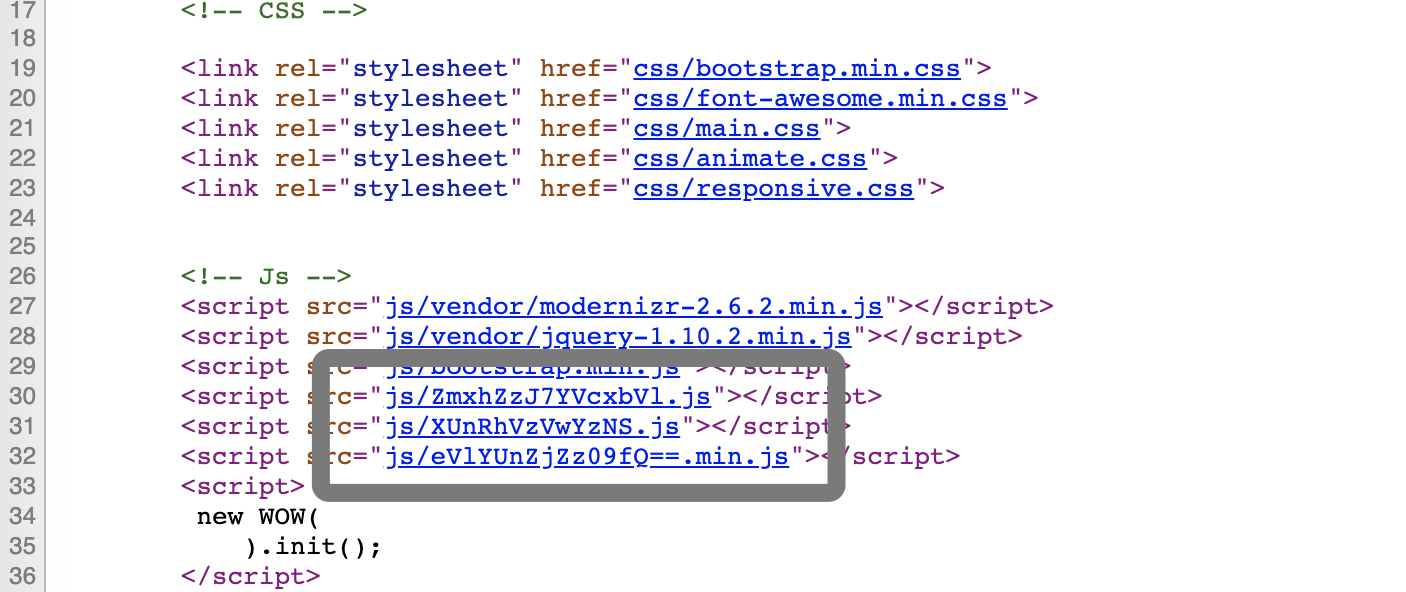 17 <!-- CSS -->
18
19 <link rel="stylesheet" href="css/bootstrap.min.css">
20 <link rel="stylesheet" href="css/font-awesome.min.css">
21 <link rel="stylesheet" href="css/main.css">
22 <link rel="stylesheet" href="css/animate.css">
23 <link rel="stylesheet" href="css/responsive.css">
24
25
26 <!-- Js -->
27 <script src="js/vendor/modernizr-2.6.2.min.js"></script>
28 <script src="js/vendor/jquery-1.10.2.min.js"></script>
29 <script src="js/bootstrap.min.js"></script>
30 <script src="js/ZmxhZzJ7YVcxbVl.js"></script>
31 <script src="js/XUnRhVzVwYzNS.js"></script>
32 <script src="js/eVlYUnZjZz09fQ==.min.js"></script>
33 <script>
34 new WOW(
35 ).init();
36 </script>